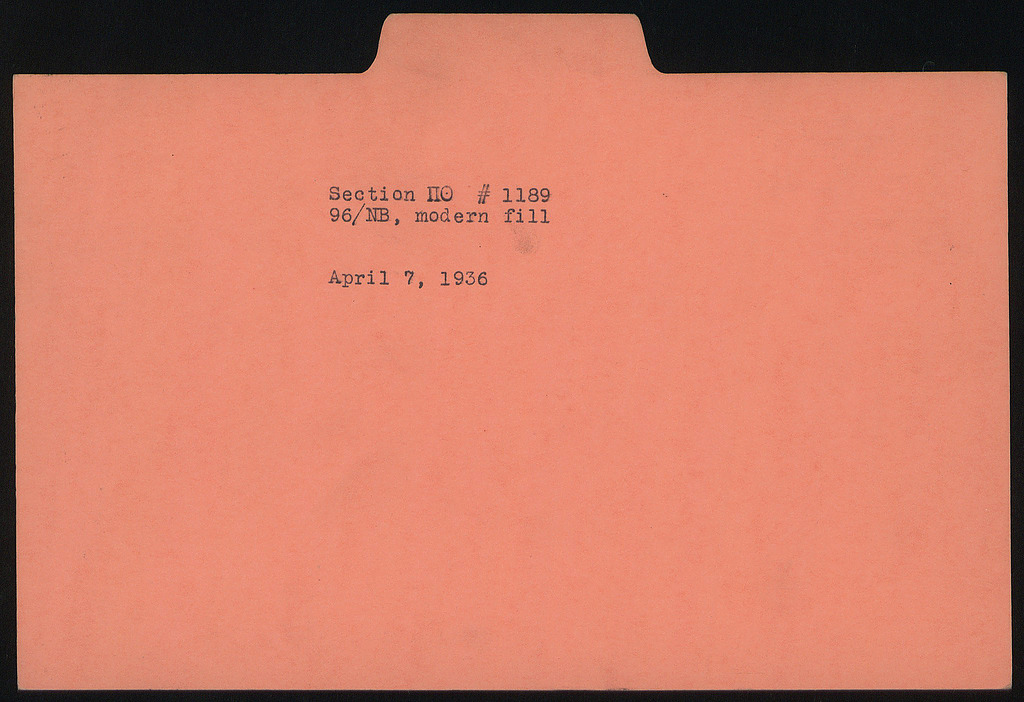 Section ΠΘ # 1189
96/NB, modern fill
April 7, 1936